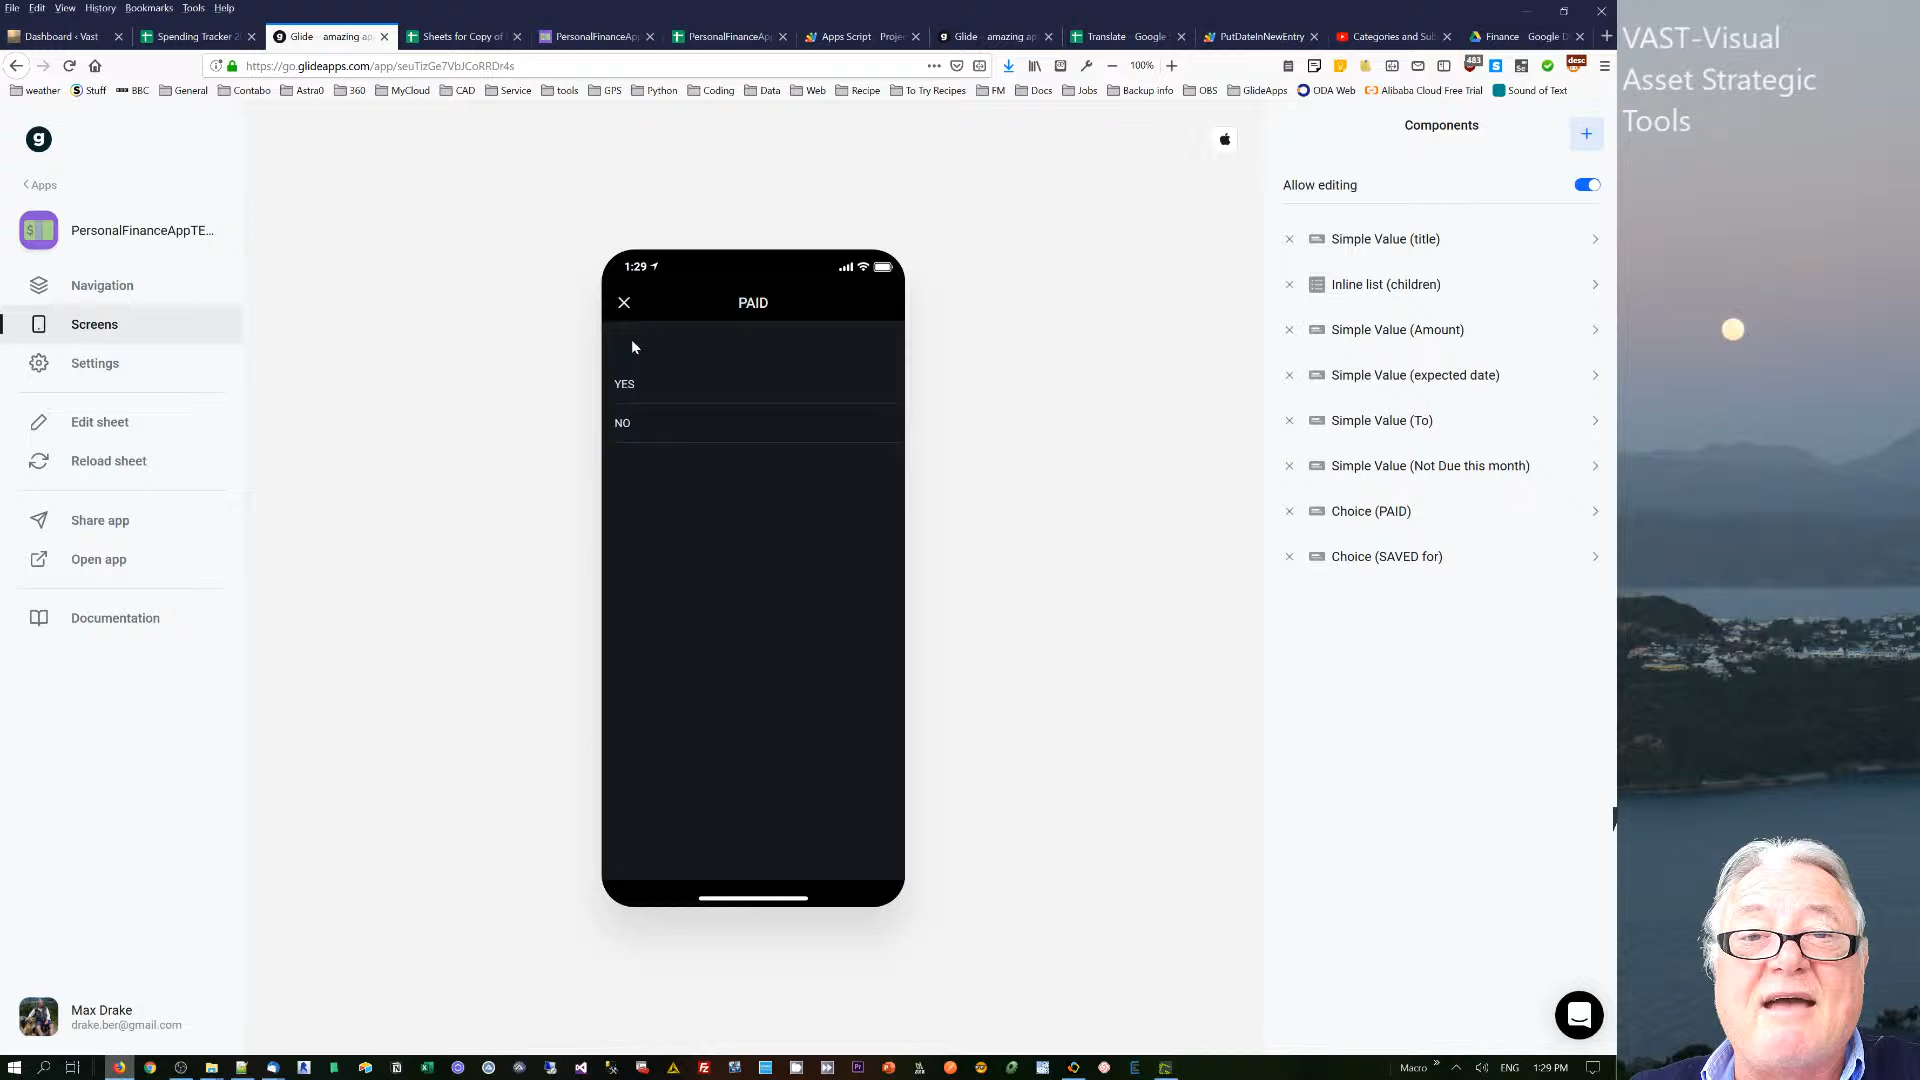 File Edit View History Bookmarks Tools Help
Dashboard ‹ Vast
Spending Tracker 2
Glide - amazing ap
Sheets for Copy of
PersonalFinanceAp
PersonalFinanceApp
Apps Script Proje
Glide - amazing ap
Translate - Google
PutDateInNewEntry
Categories and Sub
Finance Google D
https://go.glideapps.com/app/seuTizGe7VbJCoRRDr4s
100%
483
desc
weather Stuff BBC General Contabo Astra0 360 MyCloud CAD Service tools GPS Python Coding Data Web Recipe To Try Recipes FM Docs Jobs Backup info OBS GlideApps ODA Web Alibaba Cloud Free Trial Sound of Text
VAST-Visual
Asset Strategic
Tools
g
Apps
PersonalFinanceAppTE...
Navigation
Screens
Settings
Edit sheet
Reload sheet
Share app
Open app
Documentation
Max Drake
drake.ber@gmail.com
1:29
PAID
YES
NO
Components
Allow editing
Simple Value (title)
Inline list (children)
Simple Value (Amount)
Simple Value (expected date)
Simple Value (To)
Simple Value (Not Due this month)
Choice (PAID)
Choice (SAVED for)
Macro
ENG
1:29 PM